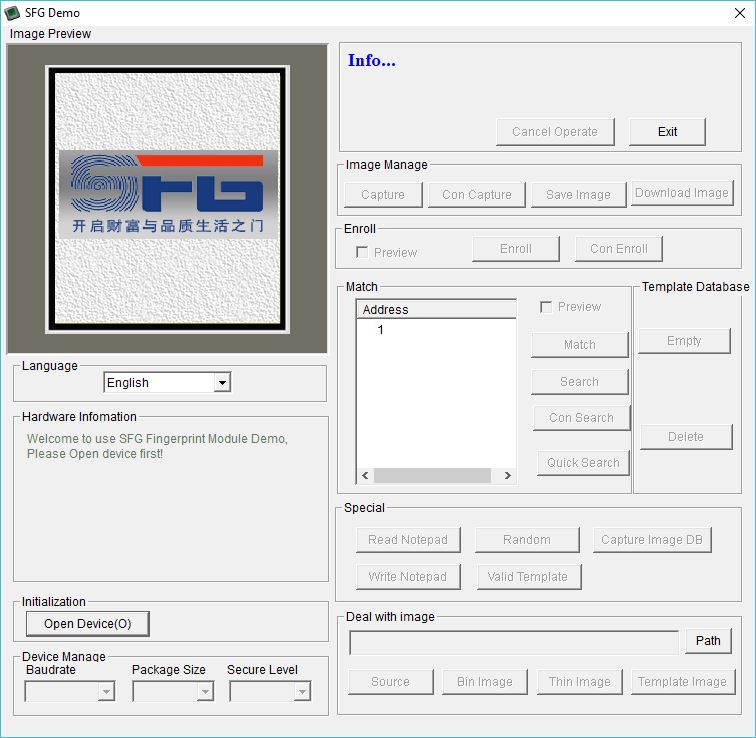 SFG Demo
Image Preview
SFG
开启财富与品质生活之门
Language
English
Hardware Infomation
Welcome to use SFG Fingerprint Module Demo,
Please Open device first!
Initialization
Open Device(O)
Device Manage
Baudrate Package Size Secure Level
Info...
Cancel Operate Exit
Image Manage
Capture Con Capture Save Image Download Image
Enroll
Preview Enroll Con Enroll
Match
Address
1
Preview
Match
Search
Con Search
Quick Search
Template Database
Empty
Delete
Special
Read Notepad Random Capture Image DB
Write Notepad Valid Template
Deal with image
Path
Source Bin Image Thin Image Template Image